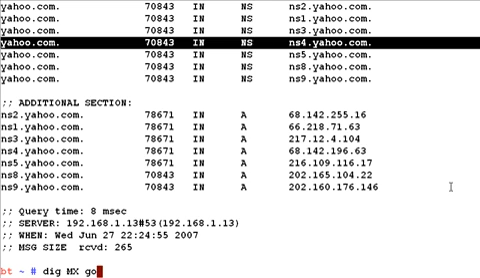 yahoo.com. 70843 IN NS ns2.yahoo.com.
yahoo.com. 70843 IN NS ns1.yahoo.com.
yahoo.com. 70843 IN NS ns3.yahoo.com.
yahoo.com. 70843 IN NS ns4.yahoo.com.
yahoo.com. 70843 IN NS ns5.yahoo.com.
yahoo.com. 70843 IN NS ns8.yahoo.com.
yahoo.com. 70843 IN NS ns9.yahoo.com.
;; ADDITIONAL SECTION:
ns2.yahoo.com. 78671 IN A 68.142.255.16
ns1.yahoo.com. 78671 IN A 66.218.71.63
ns3.yahoo.com. 78671 IN A 217.12.4.104
ns4.yahoo.com. 78671 IN A 68.142.196.63
ns5.yahoo.com. 78671 IN A 216.109.116.17
ns8.yahoo.com. 70843 IN A 202.165.104.22
ns9.yahoo.com. 70843 IN A 202.160.176.146
;; Query time: 8 msec
;; SERVER: 192.168.1.13#53(192.168.1.13)
;; WHEN: Wed Jun 27 22:24:55 2007
;; MSG SIZE rcvd: 265
bt ~ # dig MX go